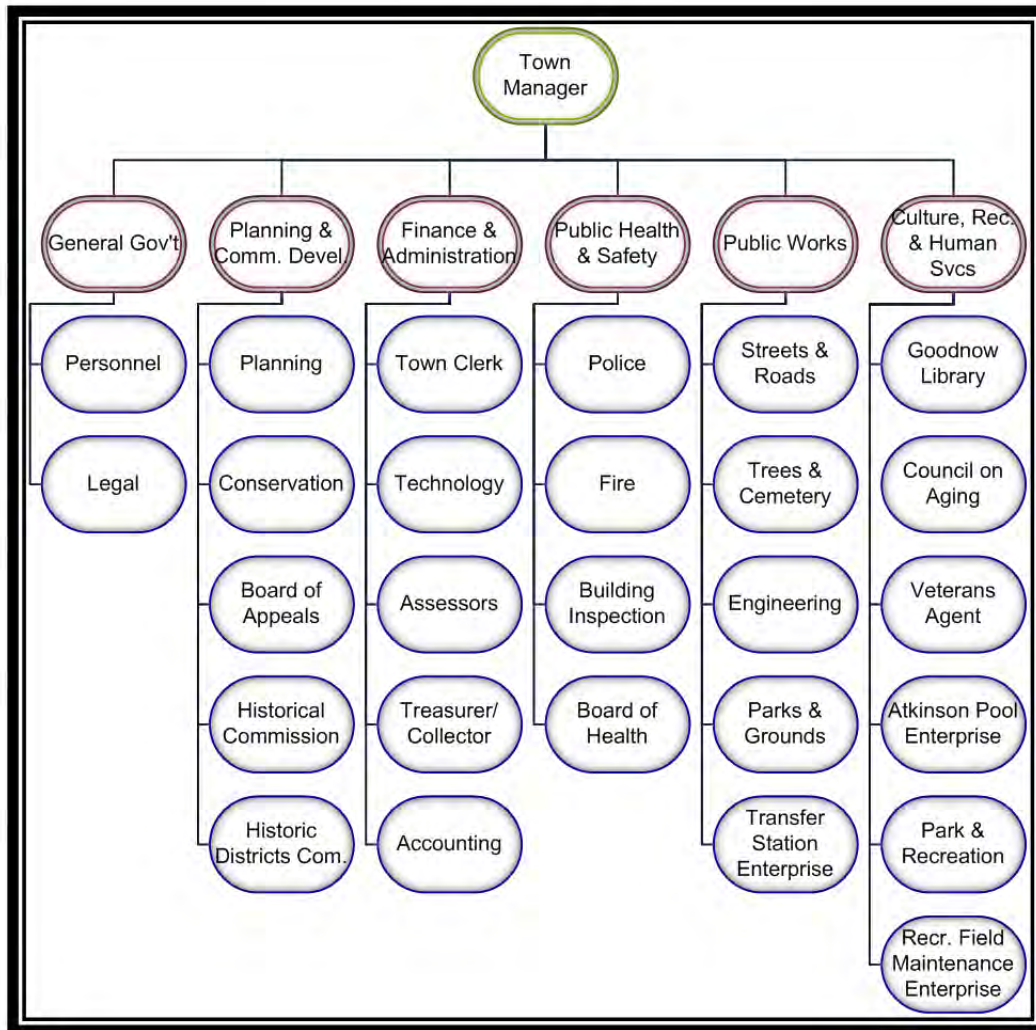 Town
Manager
General Gov't
Planning &
Comm. Devel.
Finance &
Administration
Public Health
& Safety
Public Works
Culture, Rec.
& Human
Svcs
Personnel
Legal
Planning
Conservation
Board of
Appeals
Historical
Commission
Historic
Districts Com.
Town Clerk
Technology
Assessors
Treasurer/
Collector
Accounting
Police
Fire
Building
Inspection
Board of
Health
Streets &
Roads
Trees &
Cemetery
Engineering
Parks &
Grounds
Transfer
Station
Enterprise
Goodnow
Library
Council on
Aging
Veterans
Agent
Atkinson Pool
Enterprise
Park &
Recreation
Recr. Field
Maintenance
Enterprise